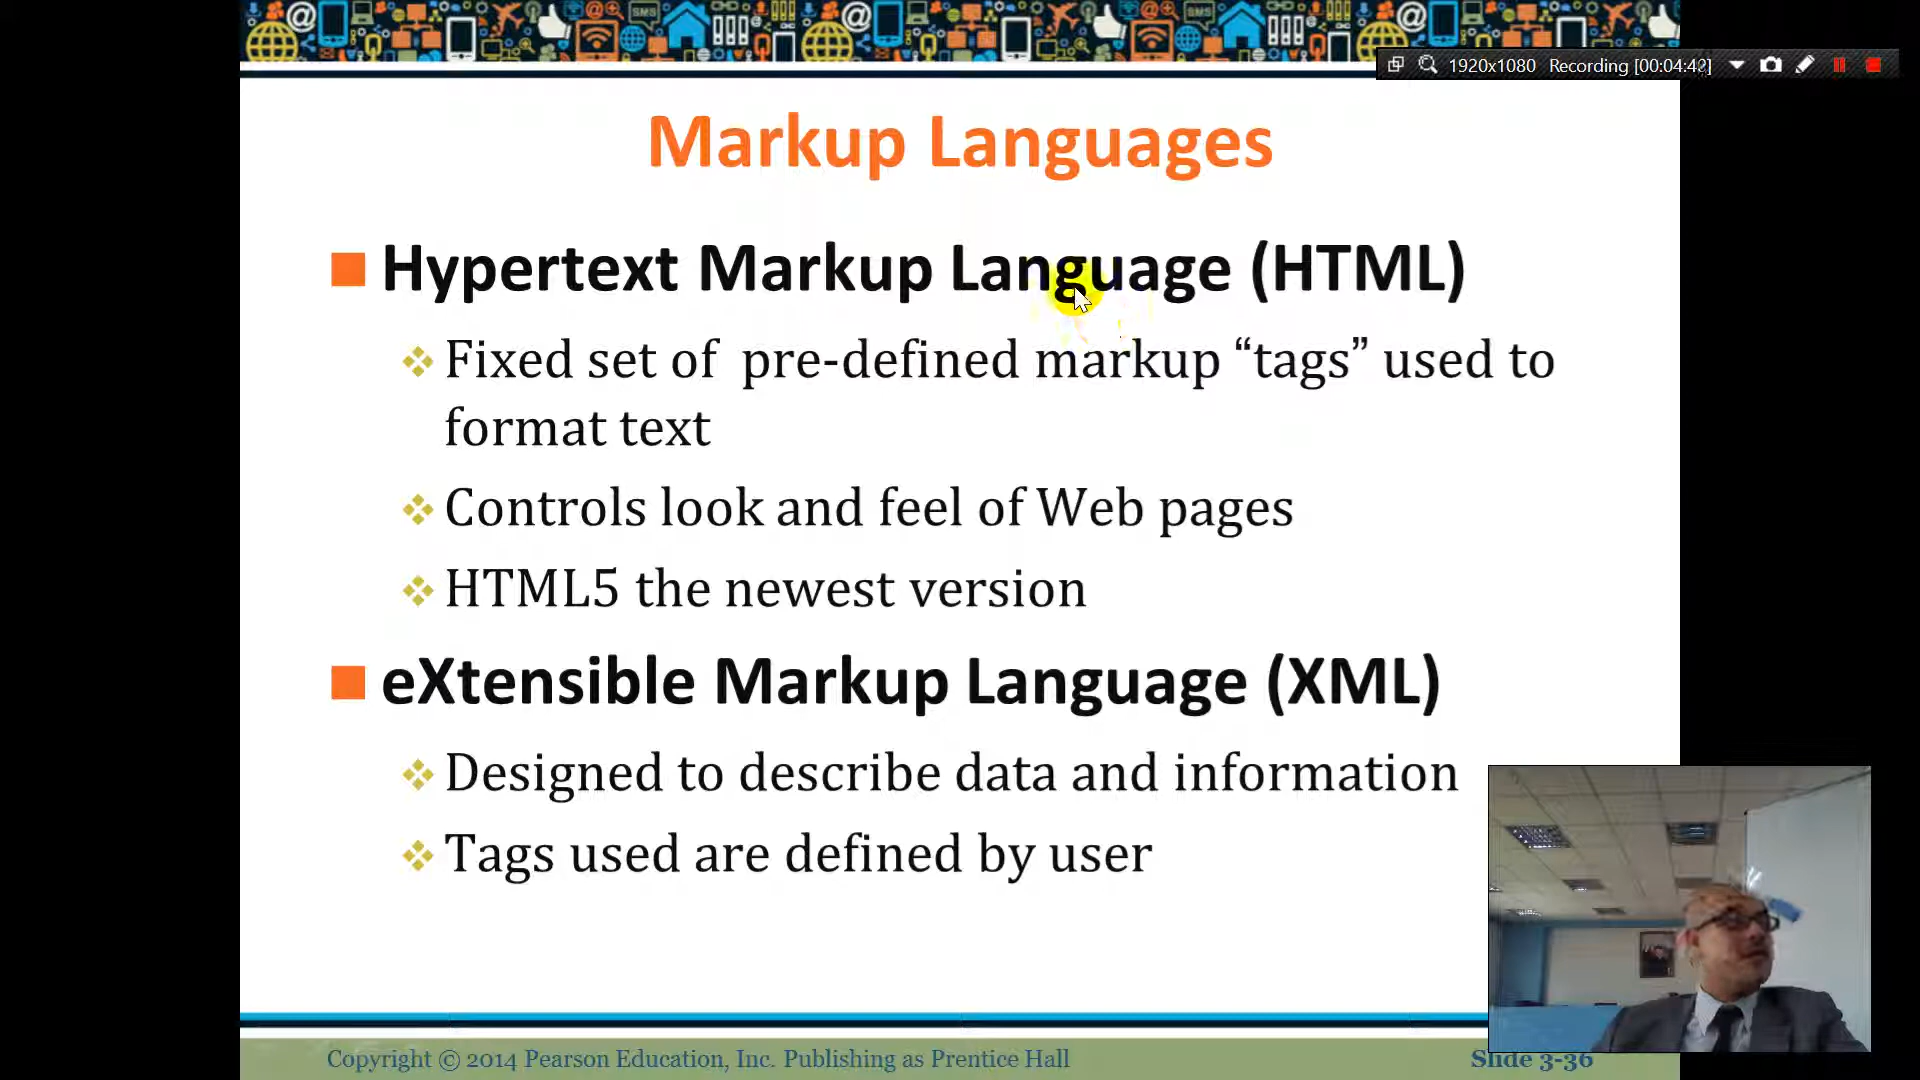 SMS SMS
1920x1080 Recording [00:04:42]
Markup Languages
Hypertext Markup Language (HTML)
Fixed set of pre-defined markup “tags” used to
format text
Controls look and feel of Web pages
HTML5 the newest version
eXtensible Markup Language (XML)
Designed to describe data and information
Tags used are defined by user
Copyright © 2014 Pearson Education, Inc. Publishing as Prentice Hall
Slide 3-36